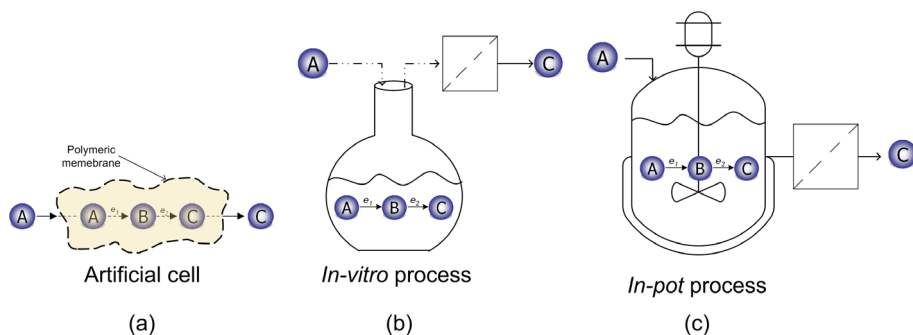 Polymeric
memebrane
A A e₁ B e₂ C C
Artificial cell
(a)
A C
A e₁ B e₂ C
In-vitro process
(b)
A
A e₁ B e₂ C C
In-pot process
(c)